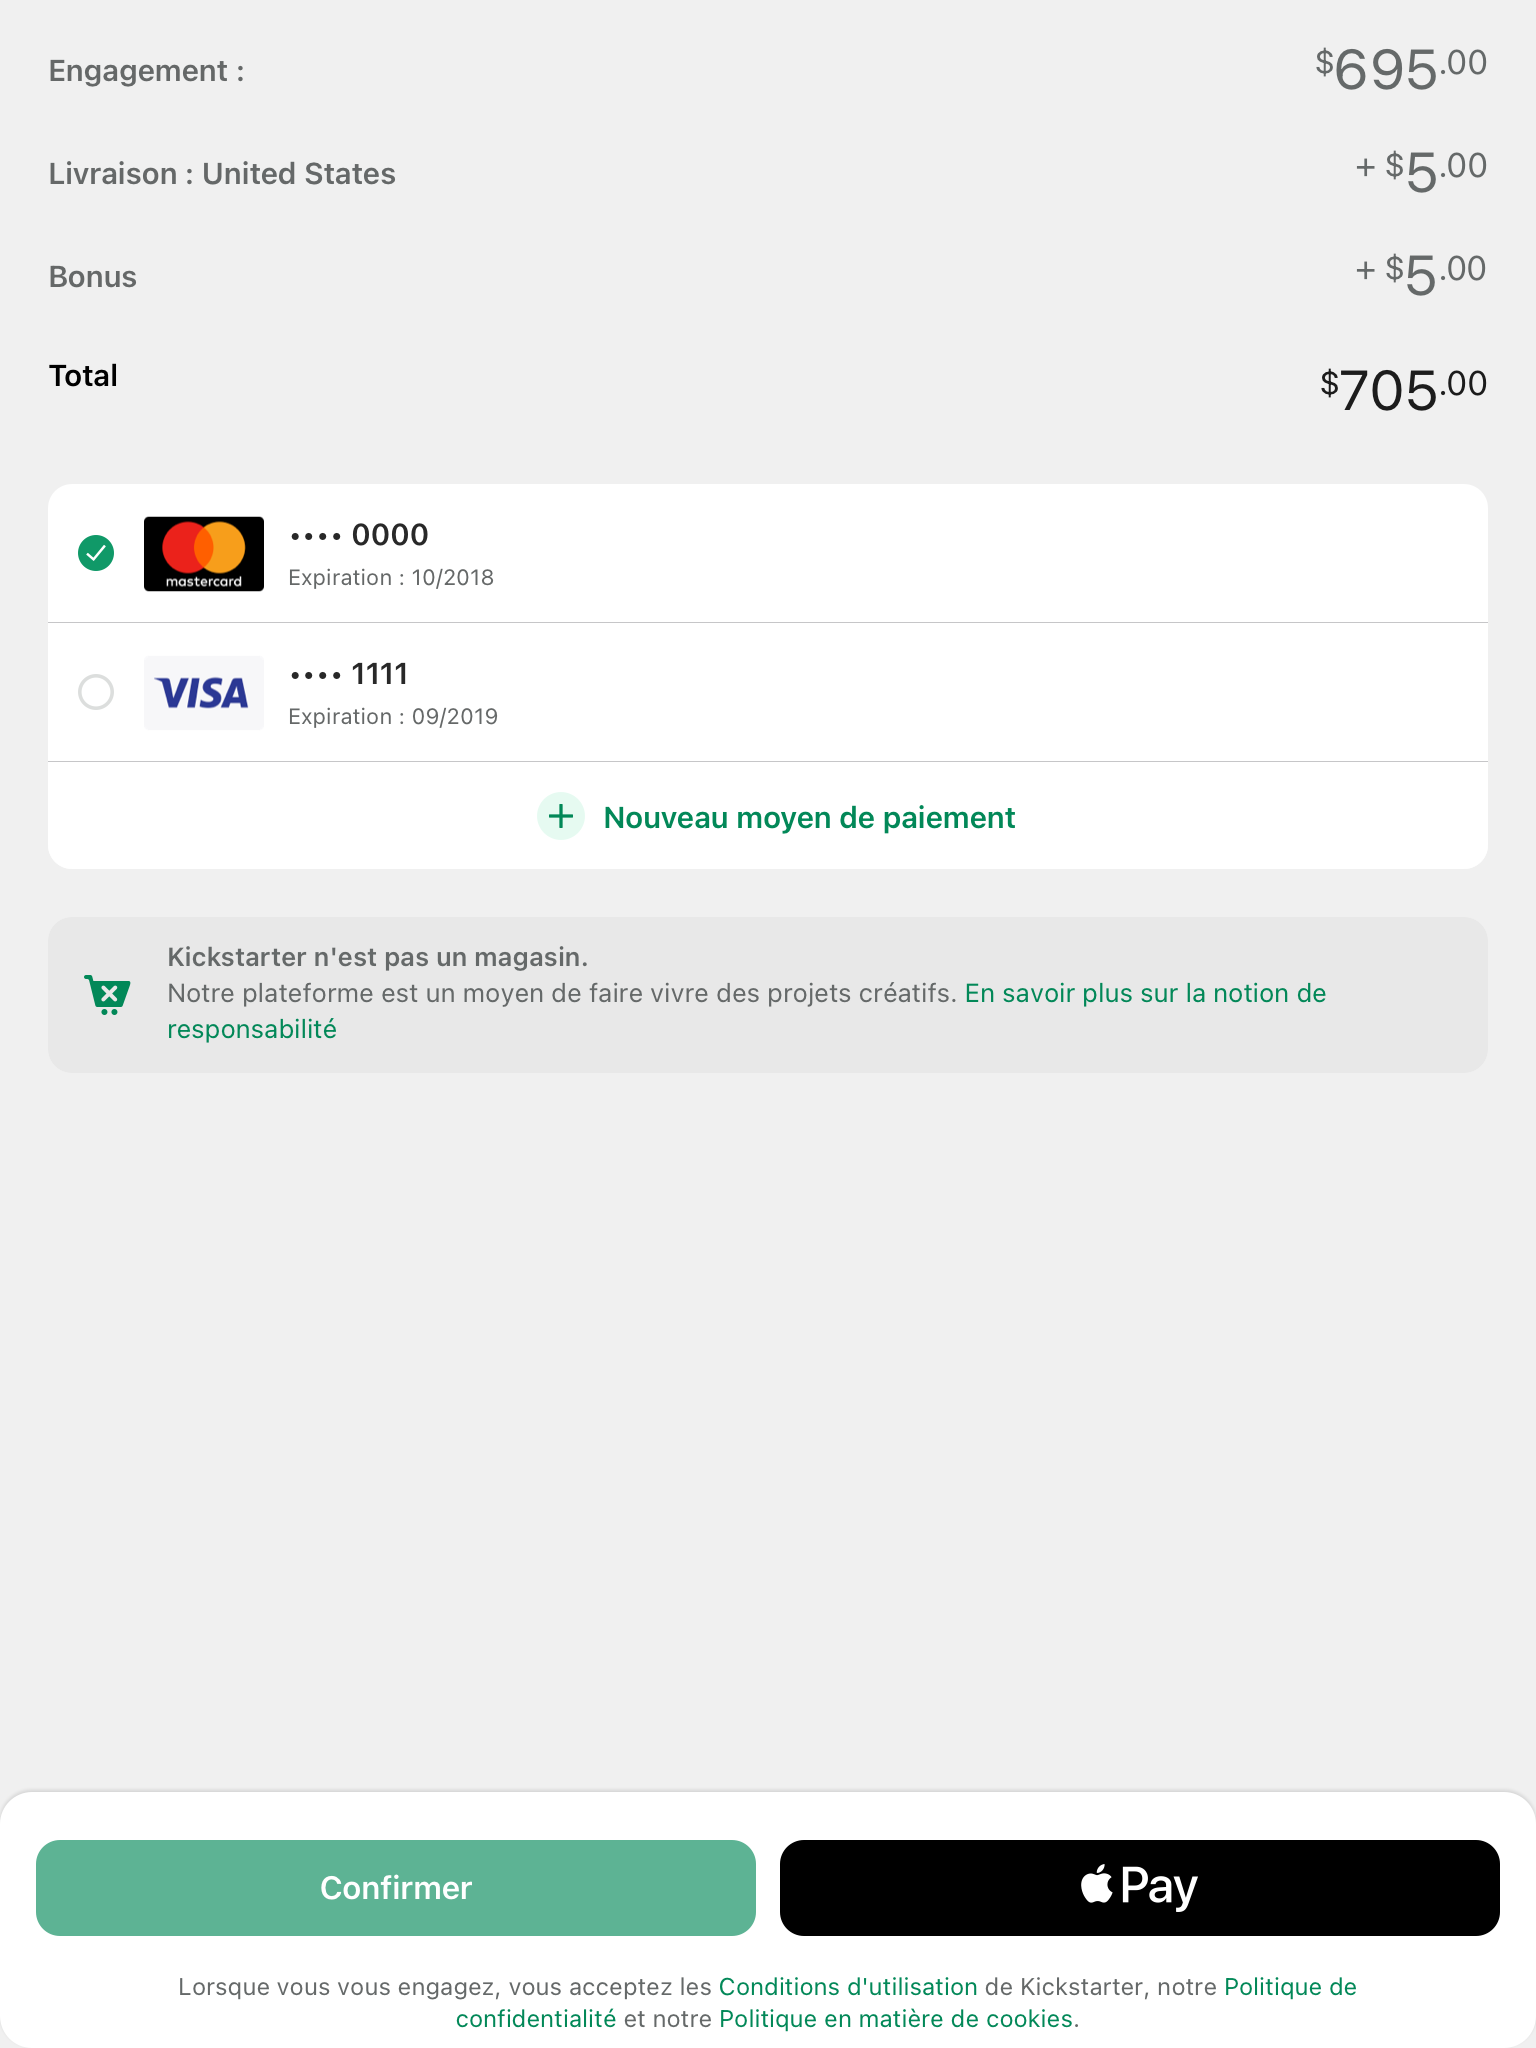 Engagement : $695.00
Livraison : United States + $5.00
Bonus + $5.00
Total $705.00
mastercard
•••• 0000
Expiration : 10/2018
VISA
•••• 1111
Expiration : 09/2019
Nouveau moyen de paiement
Kickstarter n'est pas un magasin.
Notre plateforme est un moyen de faire vivre des projets créatifs. En savoir plus sur la notion de
responsabilité
Confirmer
Pay
Lorsque vous vous engagez, vous acceptez les Conditions d'utilisation de Kickstarter, notre Politique de
confidentialité et notre Politique en matière de cookies.